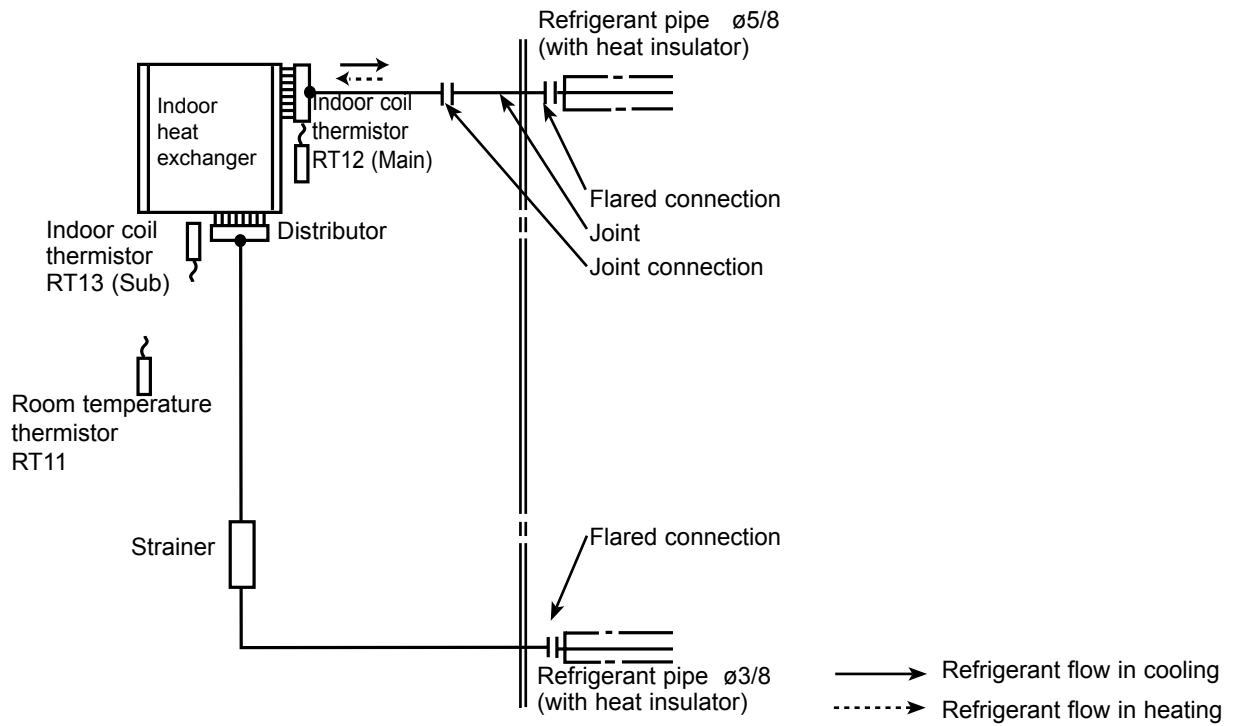 Refrigerant pipe ø5/8
(with heat insulator)
Indoor
heat
exchanger
Indoor coil
thermistor
RT12 (Main)
Flared connection
Joint
Joint connection
Indoor coil
thermistor
RT13 (Sub)
Distributor
Room temperature
thermistor
RT11
Strainer
Flared connection
Refrigerant pipe ø3/8
(with heat insulator)
Refrigerant flow in cooling
Refrigerant flow in heating